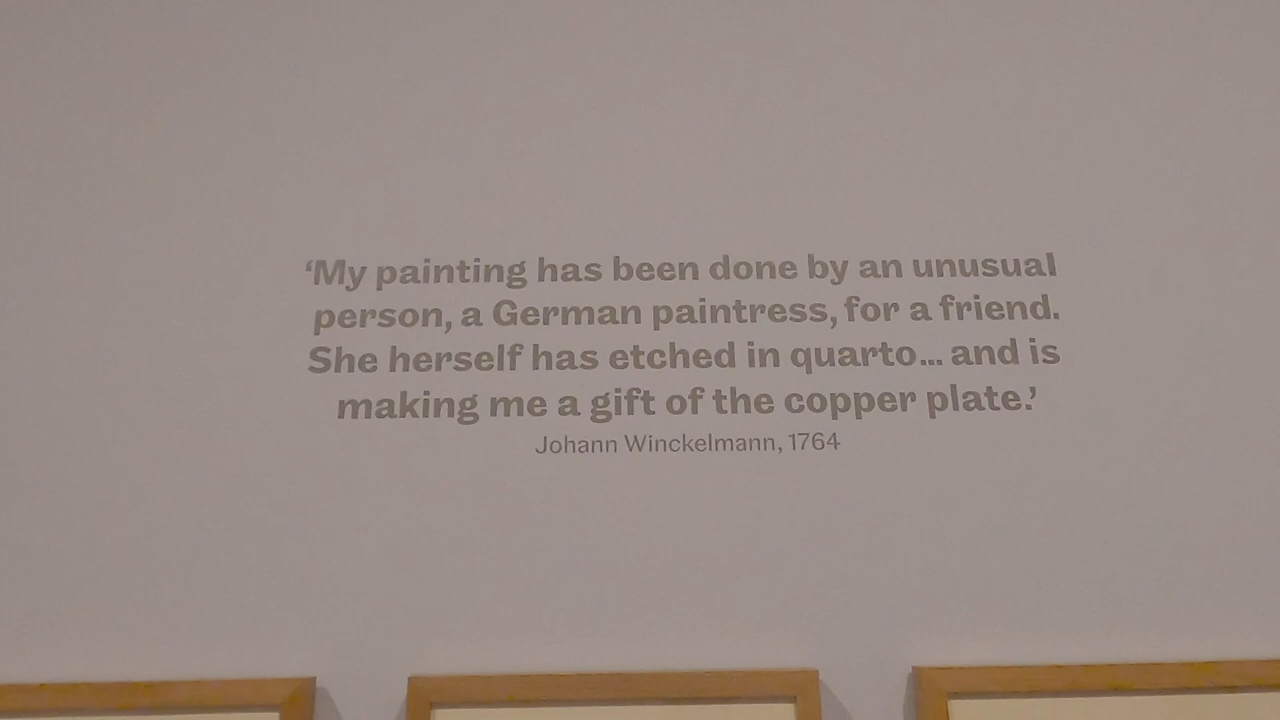 ‘My painting has been done by an unusual
person, a German paintress, for a friend.
She herself has etched in quarto... and is
making me a gift of the copper plate.’
Johann Winckelmann, 1764